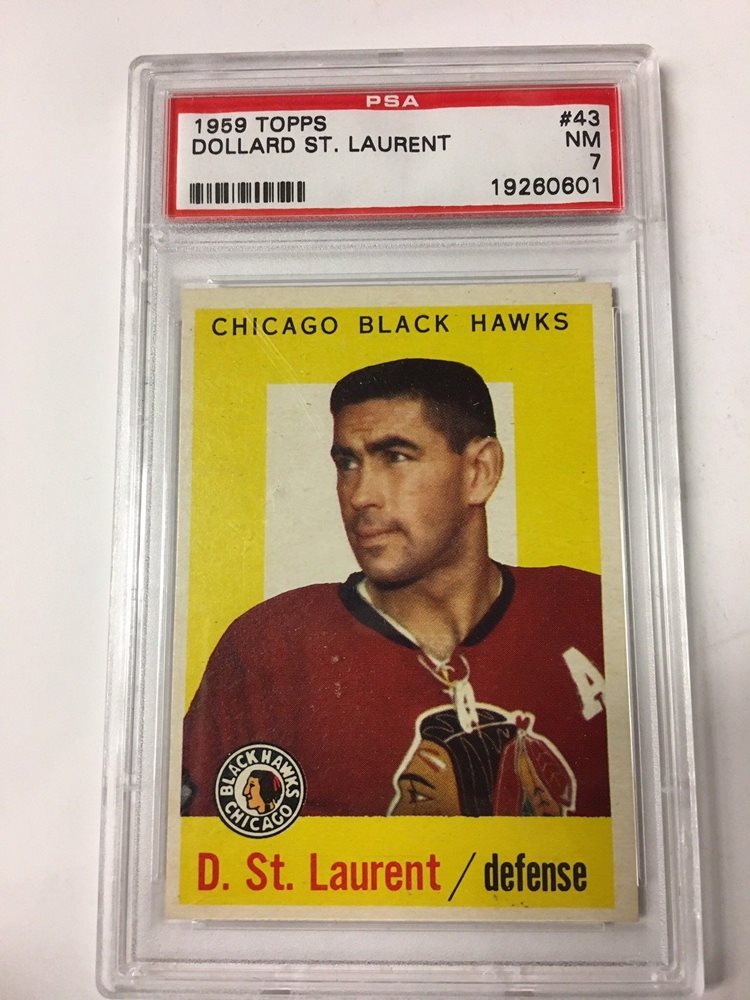 PSA
1959 TOPPS #43
DOLLARD ST. LAURENT NM
7
19260601
CHICAGO BLACK HAWKS
A
BLACK HAWKS
CHICAGO
D. St. Laurent / defense